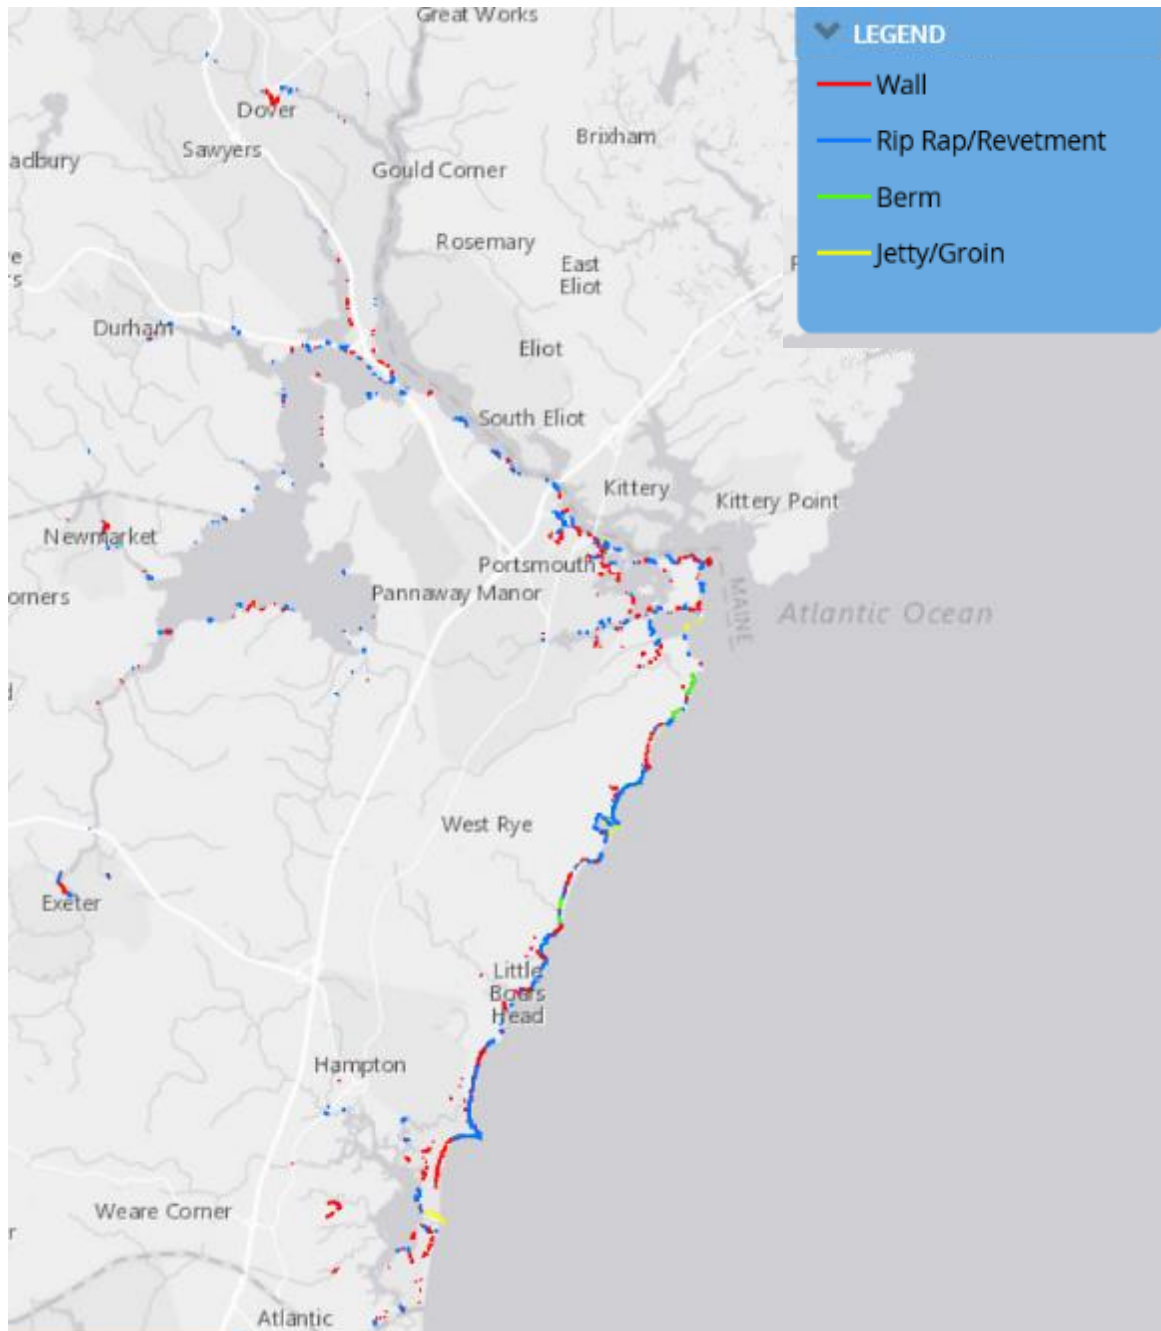 Great Works
LEGEND
Wall
Rip Rap/Revetment
Berm
Jetty/Groin
Dover
Sawyers
Brixham
adbury
Gould Corner
Rosemary
East
Eliot
Durham
Eliot
South Eliot
Kittery
Kittery Point
Newmarket
Portsmouth
Pannaway Manor
orners
MAINE
Atlantic Ocean
West Rye
Exeter
Little
Boars
Head
Hampton
Weare Corner
Atlantic